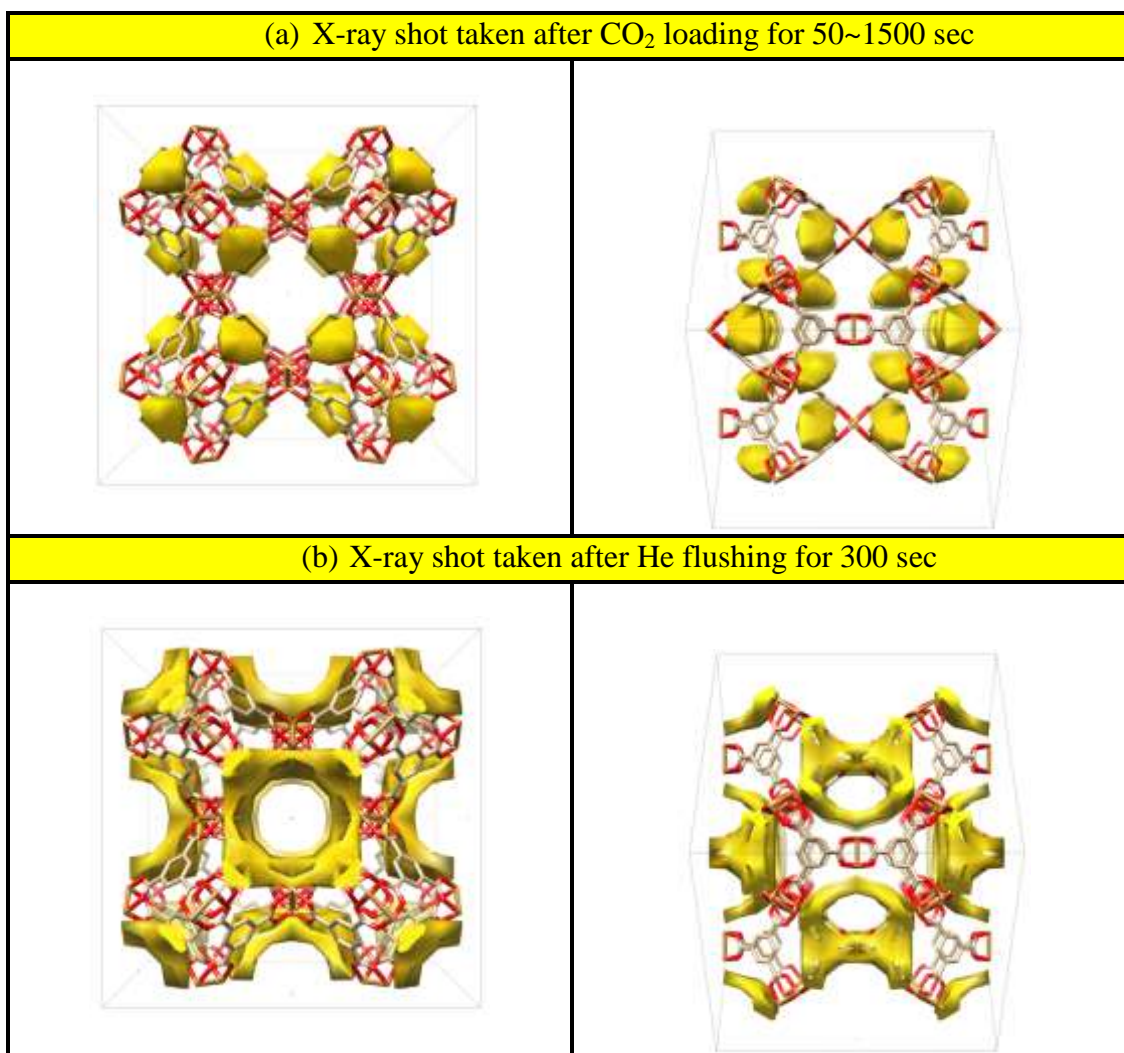 (a) X-ray shot taken after CO₂ loading for 50~1500 sec
(b) X-ray shot taken after He flushing for 300 sec